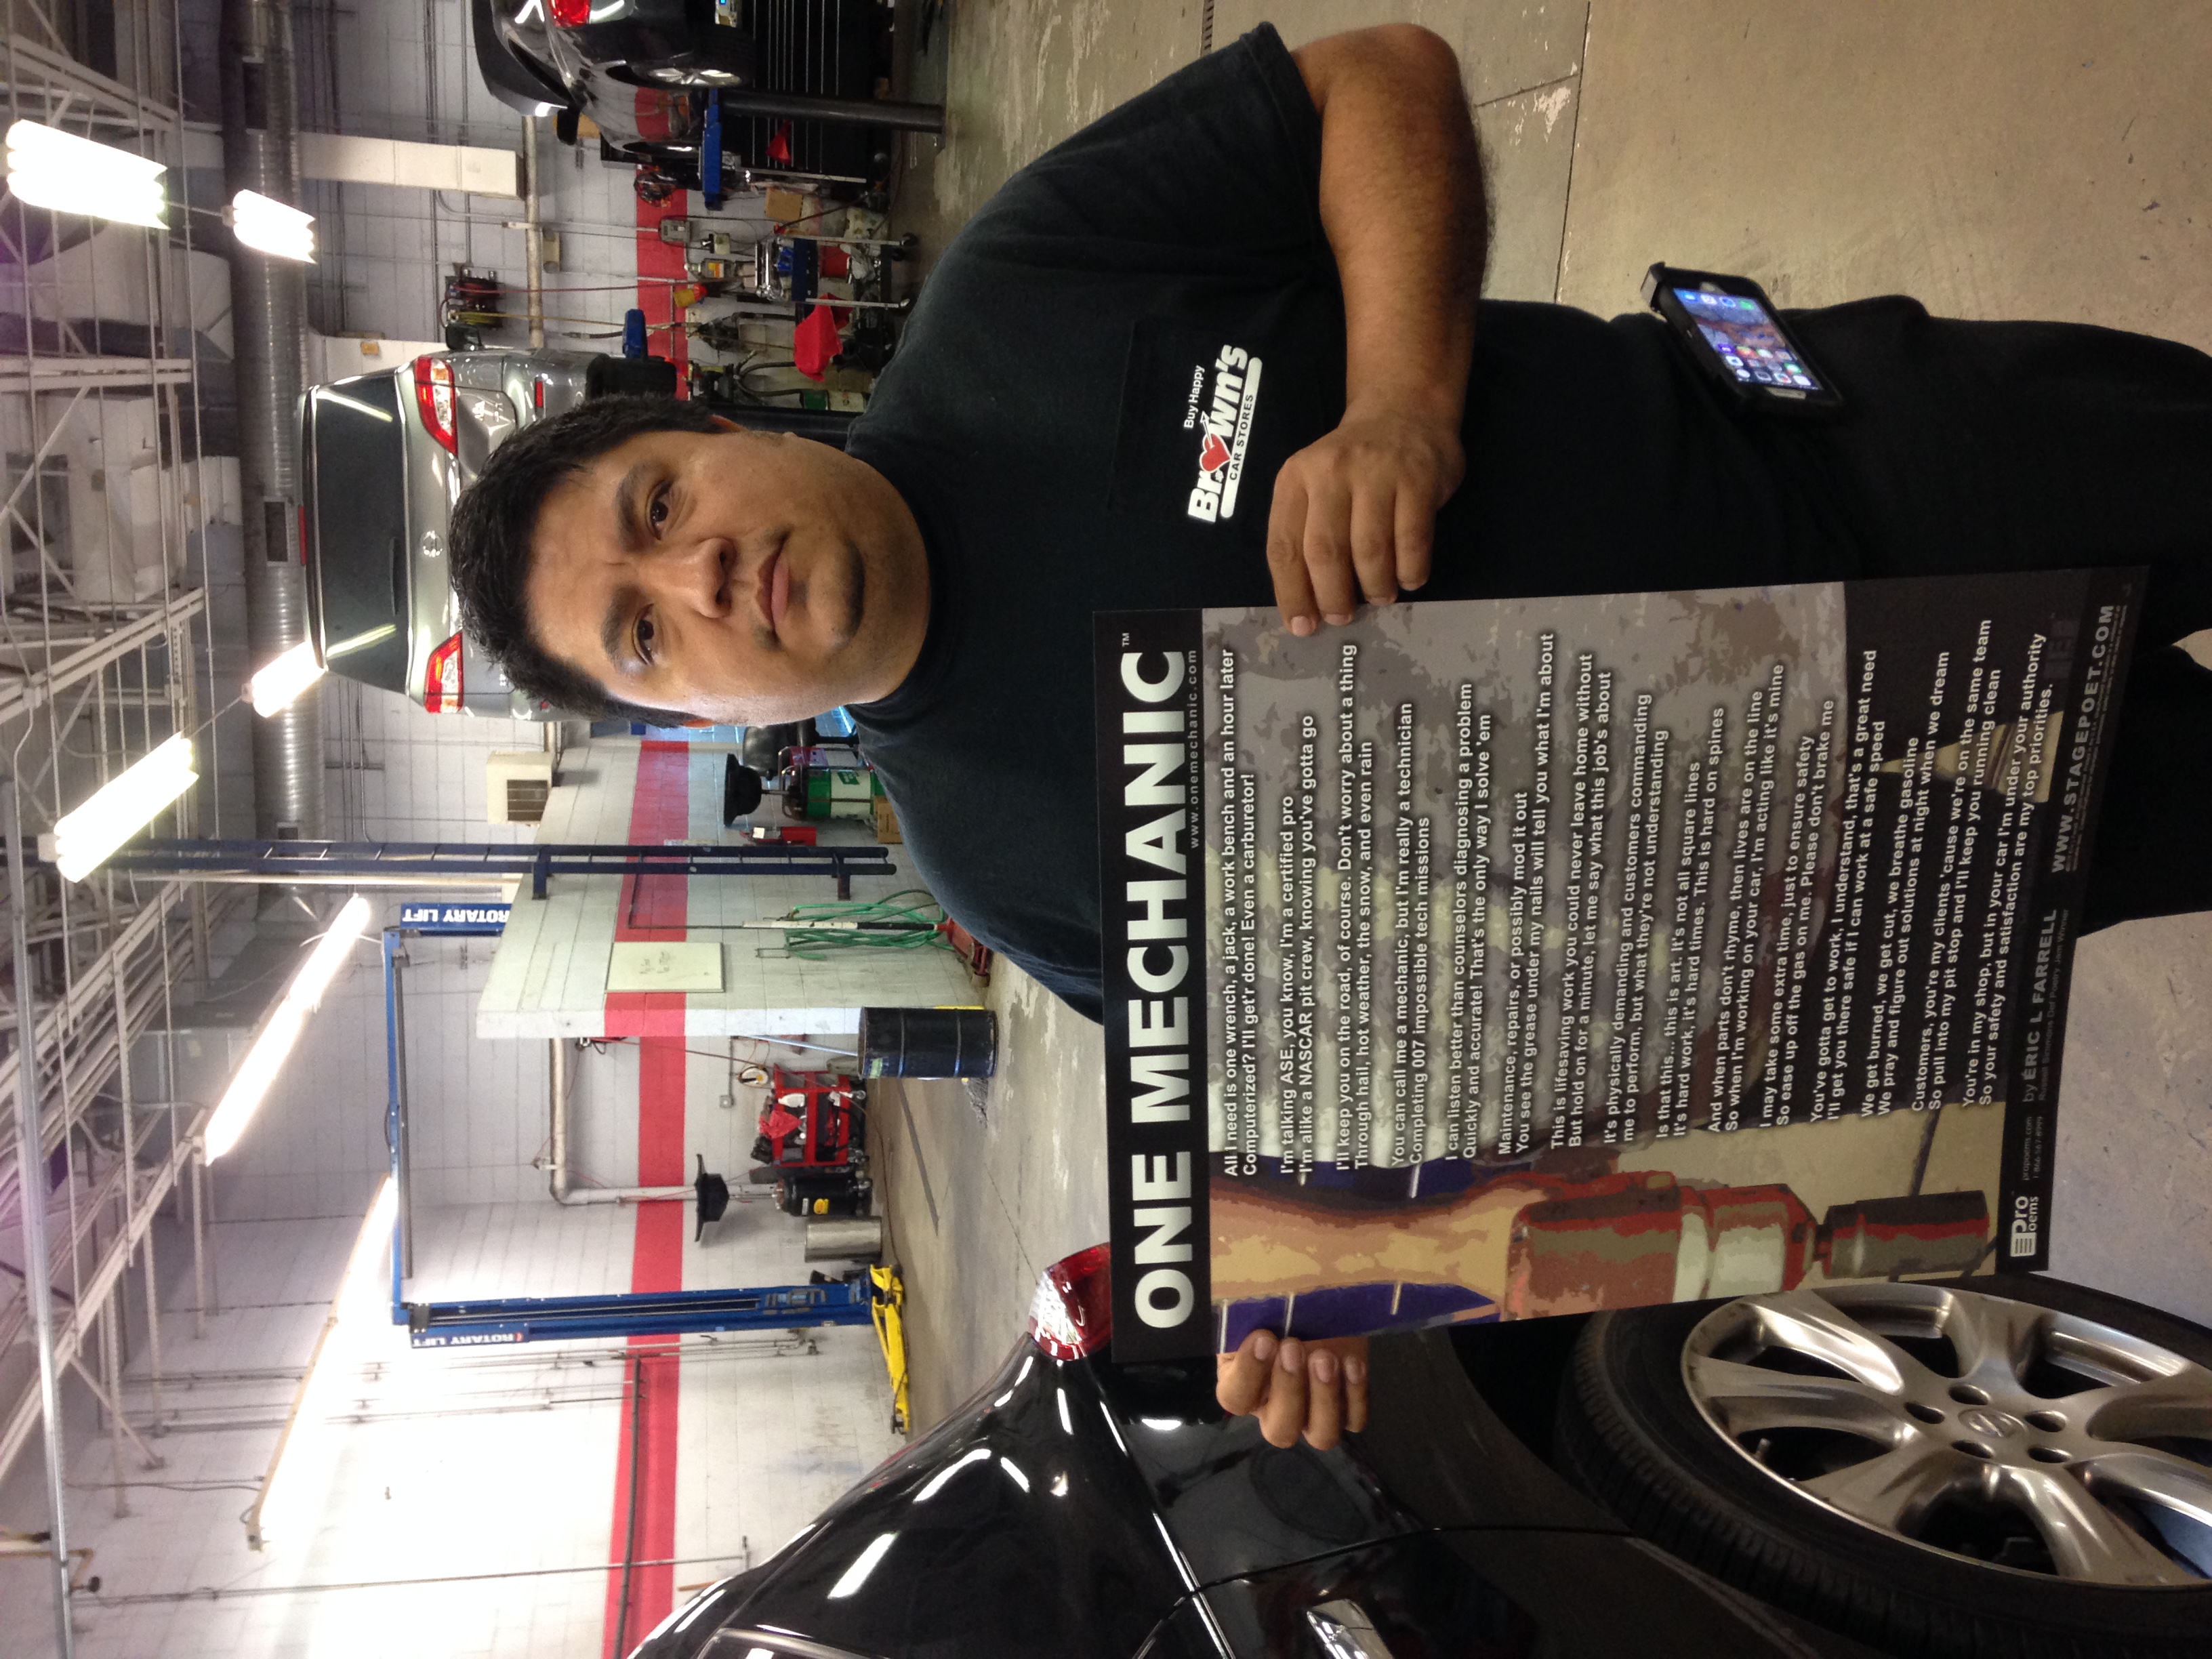 ROTARY LIFT
ROTARY LIFT
Buy Happy
Brown's
CAR STORES
ONE MECHANIC™
www.onemechanic.com
All I need is one wrench, a jack, a work bench and an hour later
Computerized? I'll get'r done! Even a carburetor!
I'm talking ASE, you know, I'm a certified pro
I'm alike a NASCAR pit crew, knowing you've gotta go
I'll keep you on the road, of course. Don't worry about a thing
Through hail, hot weather, the snow, and even rain
You can call me a mechanic, but I'm really a technician
Completing 007 impossible tech missions
I can listen better than counselors diagnosing a problem
Quickly and accurate! That's the only way I solve 'em
Maintenance, repairs, or possibly mod it out
You see the grease under my nails will tell you what I'm about
This is lifesaving work you could never leave home without
But hold on for a minute, let me say what this job's about
It's physically demanding and customers commanding
me to perform, but what they're not understanding
Is that this... this is art. It's not all square lines
It's hard work, it's hard times. This is hard on spines
And when parts don't rhyme, then lives are on the line
So when I'm working on your car, I'm acting like it's mine
I may take some extra time, just to ensure safety
So ease up off the gas on me. Please don't brake me
You've gotta get to work, I understand, that's a great need
I'll get you there safe if I can work at a safe speed
We get burned, we get cut, we breathe gasoline
We pray and figure out solutions at night when we dream
Customers, you're my clients 'cause we're on the same team
So pull into my pit stop and I'll keep you running clean
You're in my shop, but in your car I'm under your authority
So your safety and satisfaction are my top priorities.
Pro Poems
propoems.com
1-866-587-8999
by ERIC L FARRELL
Russell Simmons Def Poetry Jam Winner
WWW.STAGEPOET.COM